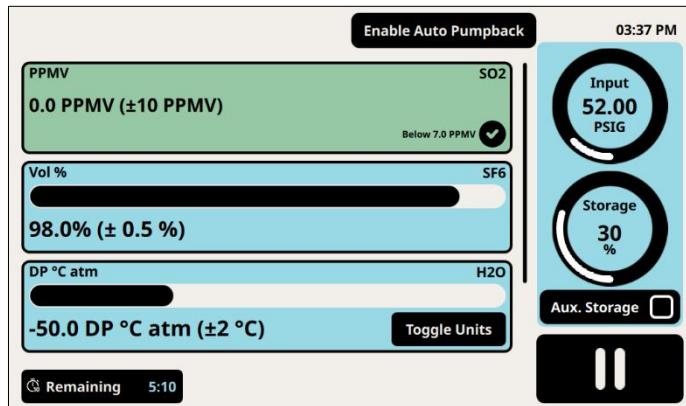 Enable Auto Pumpback
03:37 PM
PPMV
SO2
0.0 PPMV (±10 PPMV)
Below 7.0 PPMV
Vol %
SF6
98.0% (± 0.5 %)
DP °C atm
H2O
-50.0 DP °C atm (±2 °C)
Toggle Units
Remaining 5:10
Input
52.00
PSIG
Storage
30
%
Aux. Storage